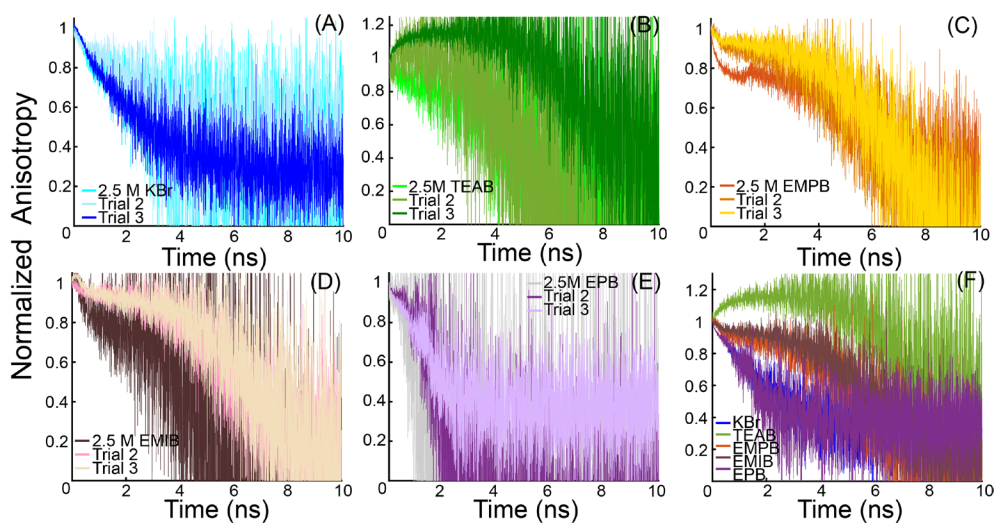 Normalized Anisotropy
(A)
1
0.8
0.6
0.4
0.2
2.5 M KBr
Trial 2
Trial 3
0 2 4 6 8 10
Time (ns)
(B)
1.2
1
0.8
0.6
0.4
0.2
2.5M TEAB
Trial 2
Trial 3
0 2 4 6 8 10
Time (ns)
(C)
1
0.8
0.6
0.4
0.2
2.5 M EMPB
Trial 2
Trial 3
0 2 4 6 8 10
Time (ns)
(D)
1
0.8
0.6
0.4
0.2
2.5 M EMIB
Trial 2
Trial 3
0 2 4 6 8 10
Time (ns)
(E)
1
0.8
0.6
0.4
0.2
2.5M EPB
Trial 2
Trial 3
0 2 4 6 8 10
Time (ns)
(F)
1.2
1
0.8
0.6
0.4
0.2
KBr
TEAB
EMPB
EMIB
EPB
0 2 4 6 8 10
Time (ns)